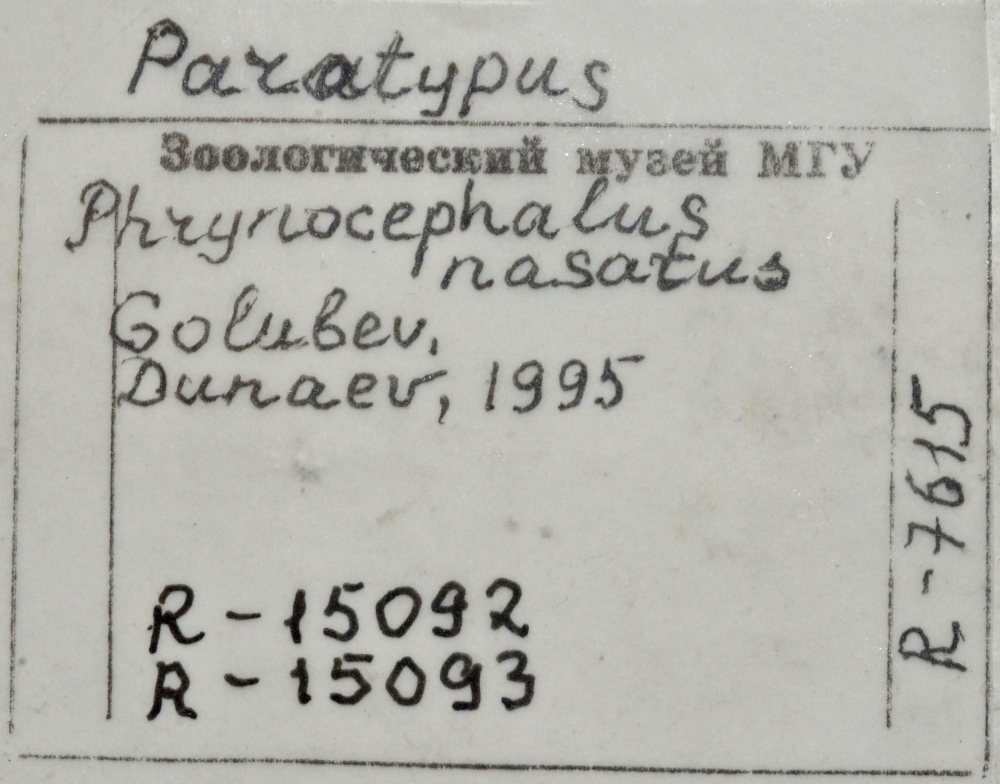 Paratypus
Зоологический музей МГУ
Phrynocephalus
nasatus
Golubev,
Dunaev, 1995
R-15092
R-15093
R-7615